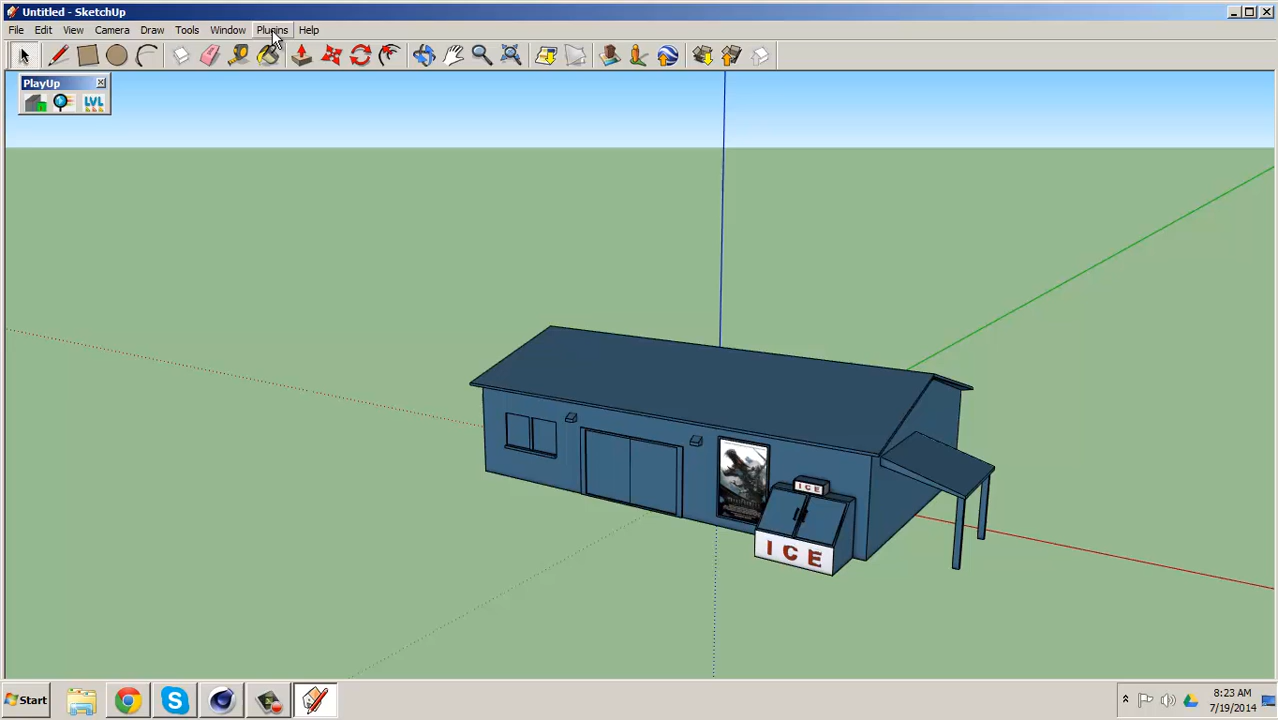 Untitled - SketchUp
File Edit View Camera Draw Tools Window Plugins Help
PlayUp
LVL
ICE
ICE
Start
8:23 AM
7/19/2014